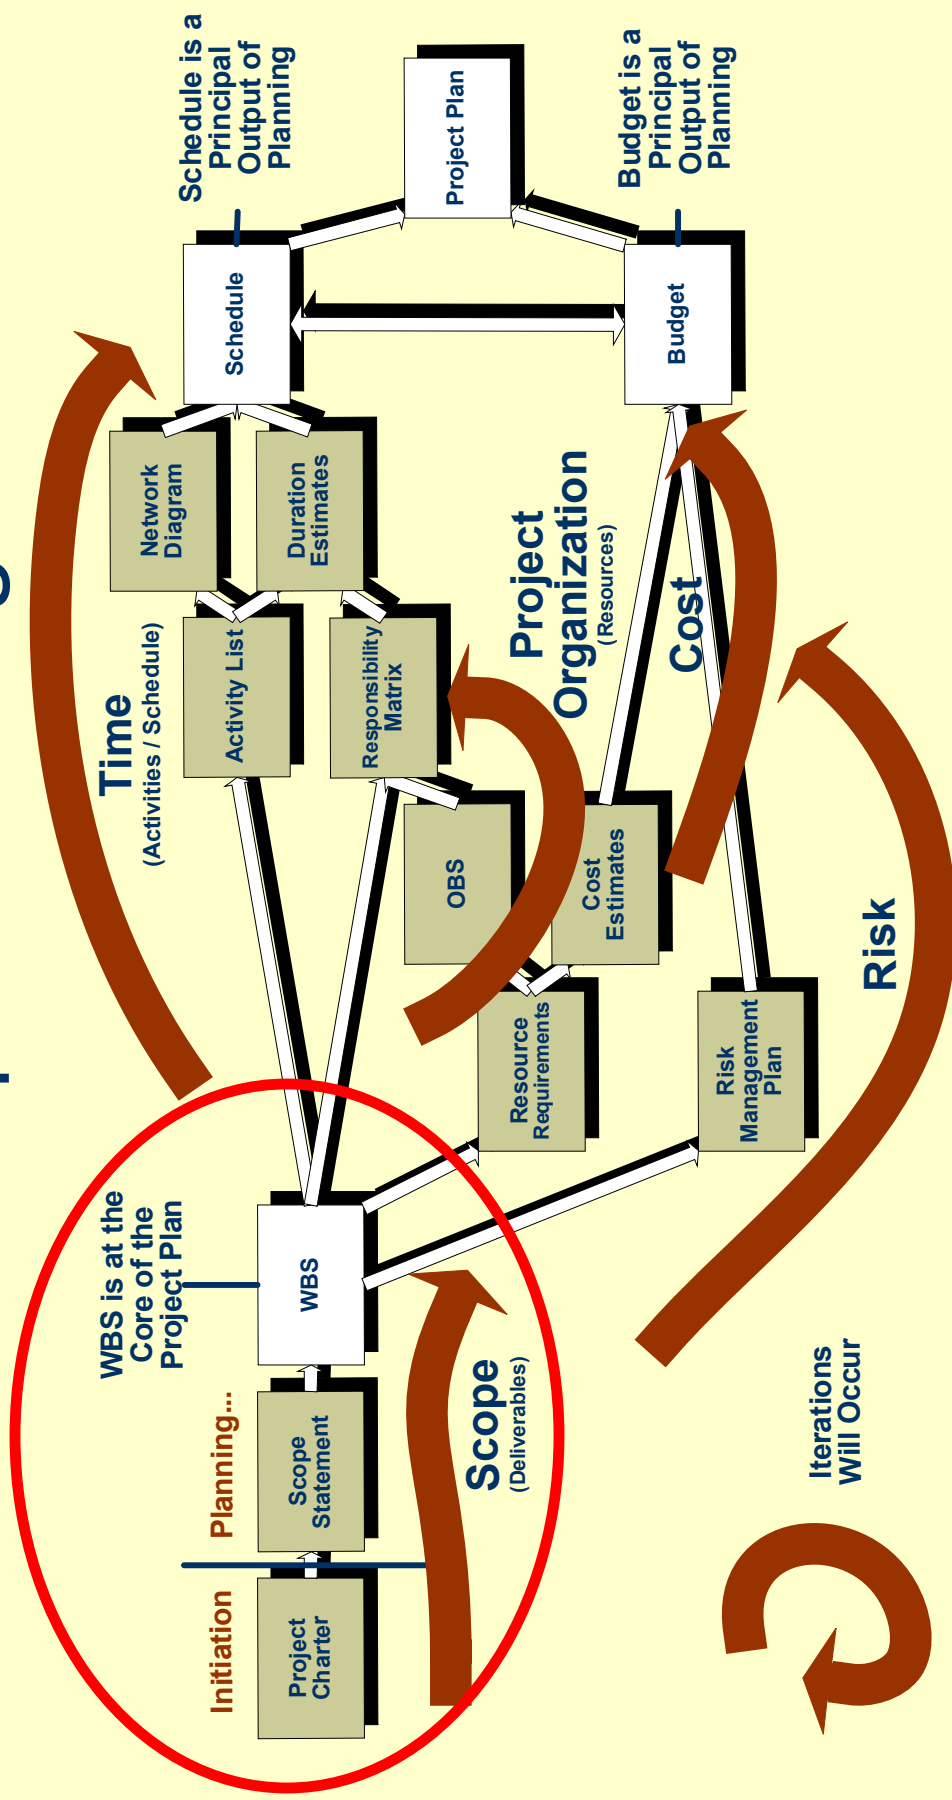 Initiation
Planning...
WBS is at the
Core of the
Project Plan
Project
Charter
Scope
Statement
WBS
Scope
(Deliverables)
Iterations
Will Occur
Time
(Activities / Schedule)
Activity List
Responsibility
Matrix
Network
Diagram
Duration
Estimates
OBS
Resource
Requirements
Cost
Estimates
Risk
Management
Plan
Project
Organization
(Resources)
Cost
Risk
Schedule
Schedule is a
Principal
Output of
Planning
Budget
Budget is a
Principal
Output of
Planning
Project Plan